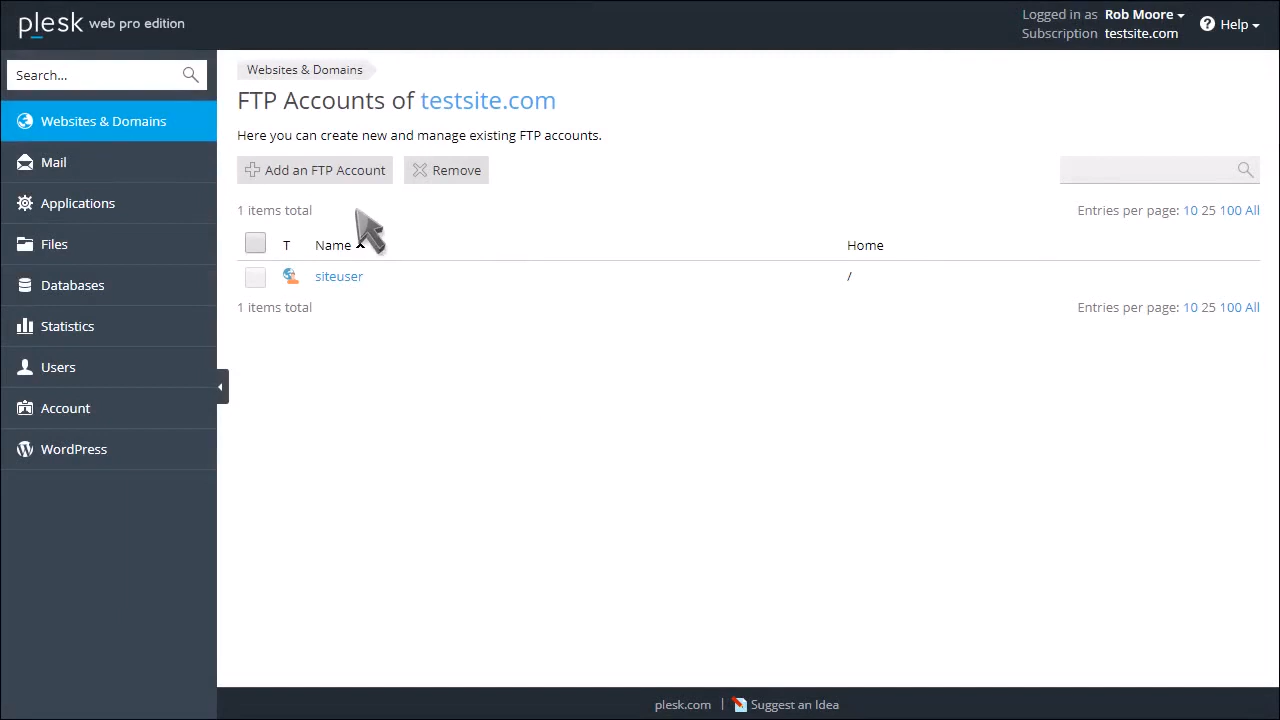 plesk web pro edition
Logged in as Rob Moore
Subscription testsite.com
Help
Search...
Websites & Domains
Mail
Applications
Files
Databases
Statistics
Users
Account
WordPress
Websites & Domains
FTP Accounts of testsite.com
Here you can create new and manage existing FTP accounts.
Add an FTP Account
Remove
1 items total
Entries per page: 10 25 100 All
T Name Home
siteuser /
1 items total
Entries per page: 10 25 100 All
plesk.com | Suggest an Idea